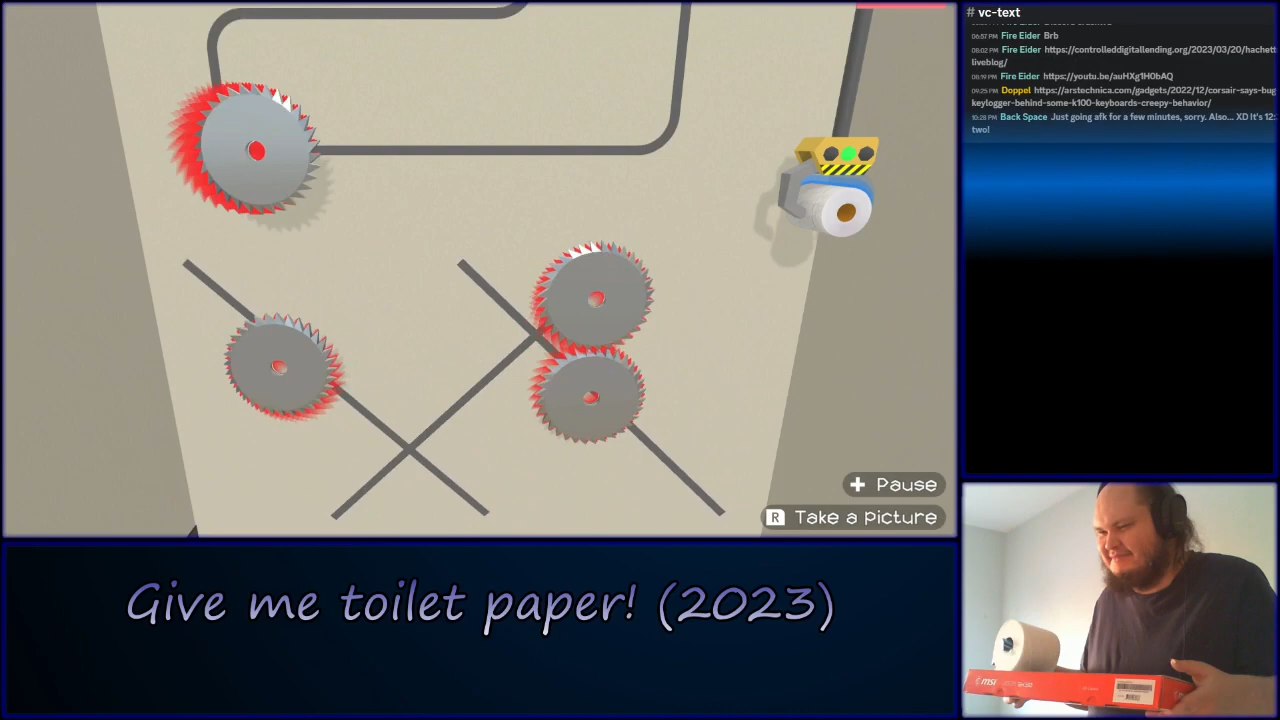 # vc-text
06:57 PM Fire Eider Brb
08:02 PM Fire Eider https://controlleddigitallending.org/2023/03/20/hachett
liveblog/
08:19 PM Fire Eider https://youtu.be/auHXg1H0bAQ
09:25 PM Doppel https://arstechnica.com/gadgets/2022/12/corsair-says-bug
keylogger-behind-some-k100-keyboards-creepy-behavior/
10:28 PM Back Space Just going afk for a few minutes, sorry. Also... XD It's 12:
two!
+ Pause
R Take a picture
Give me toilet paper! (2023)
msi